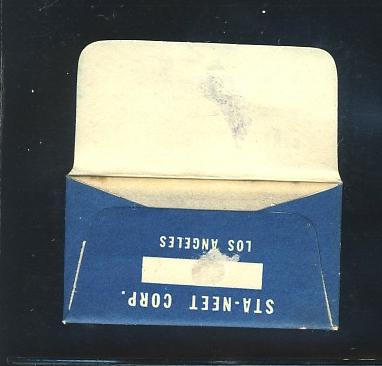 STA-NEET CORP.
LOS ANGELES